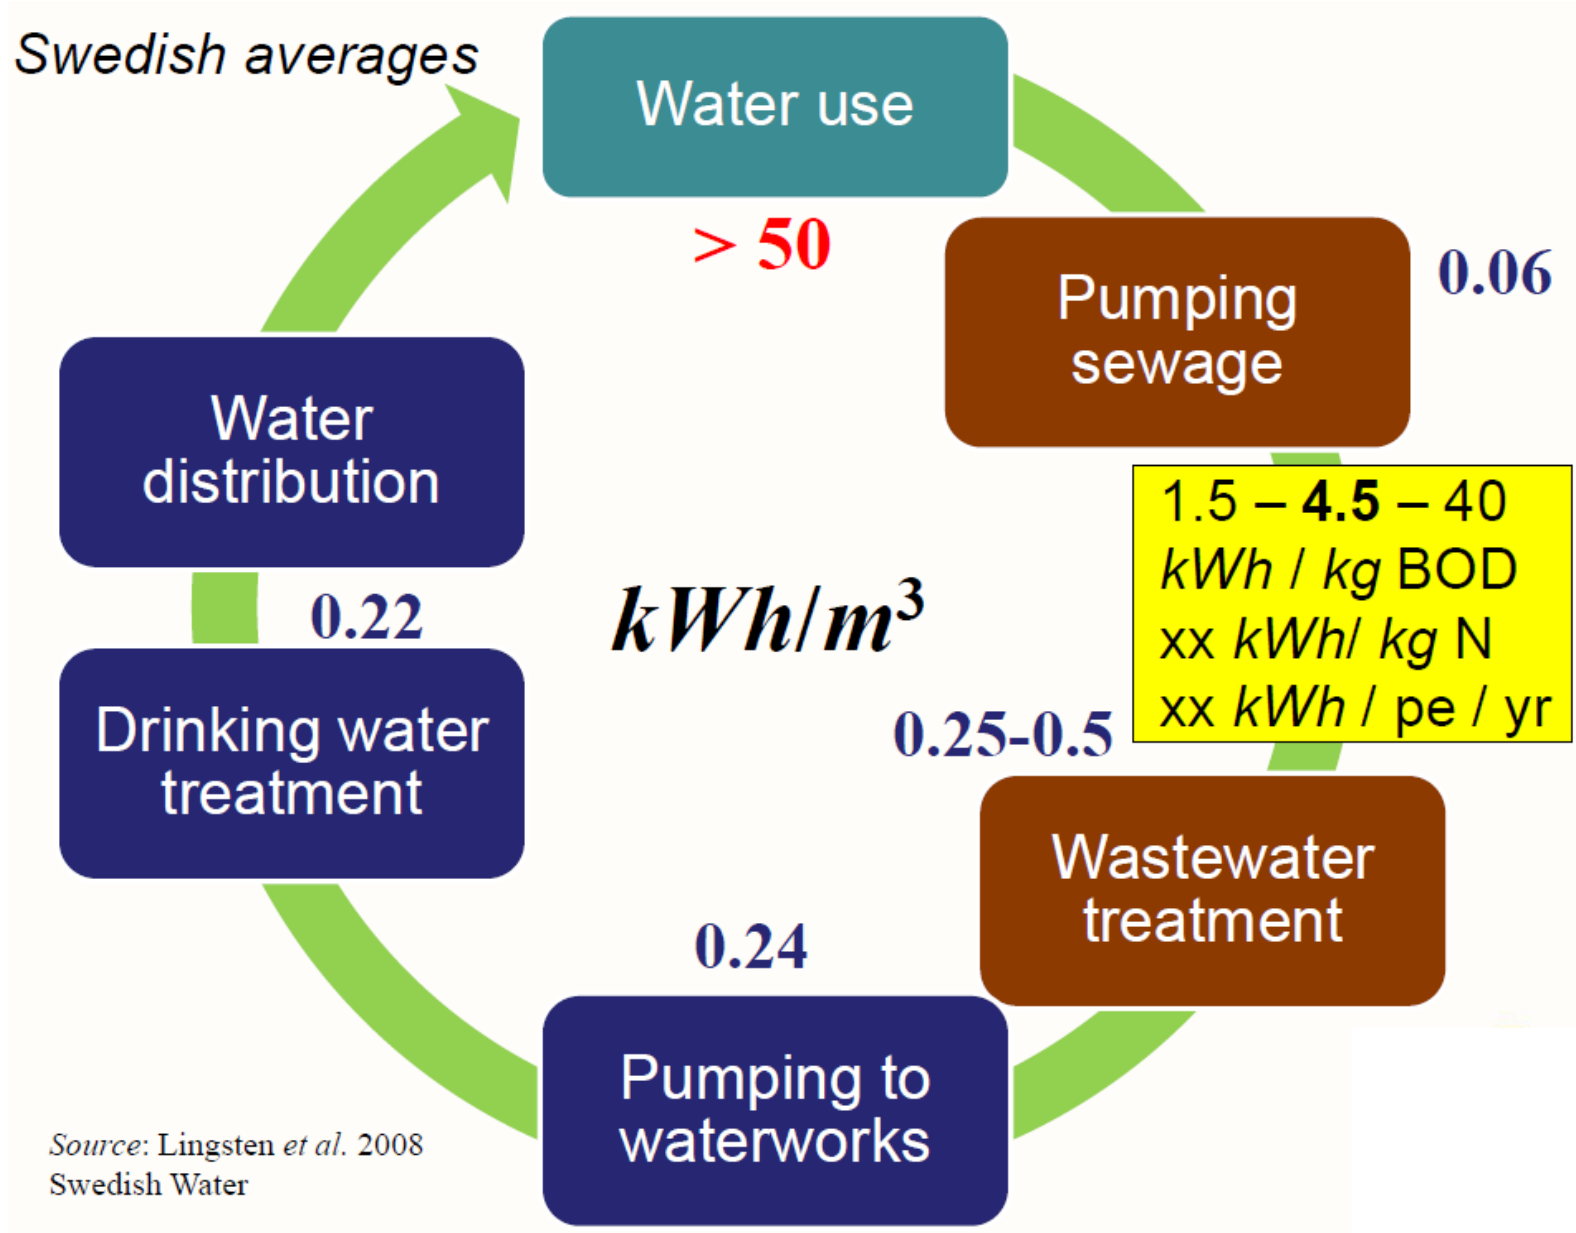 Swedish averages
Water use
> 50
Pumping
sewage
0.06
1.5 – 4.5 – 40
kWh / kg BOD
xx kWh/ kg N
xx kWh / pe / yr
Water
distribution
0.22
kWh/m³
Drinking water
treatment
0.25-0.5
Wastewater
treatment
0.24
Pumping to
waterworks
Source: Lingsten et al. 2008
Swedish Water